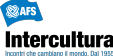 AFS
Intercultura
Incontri che cambiano il mondo. Dal 1955